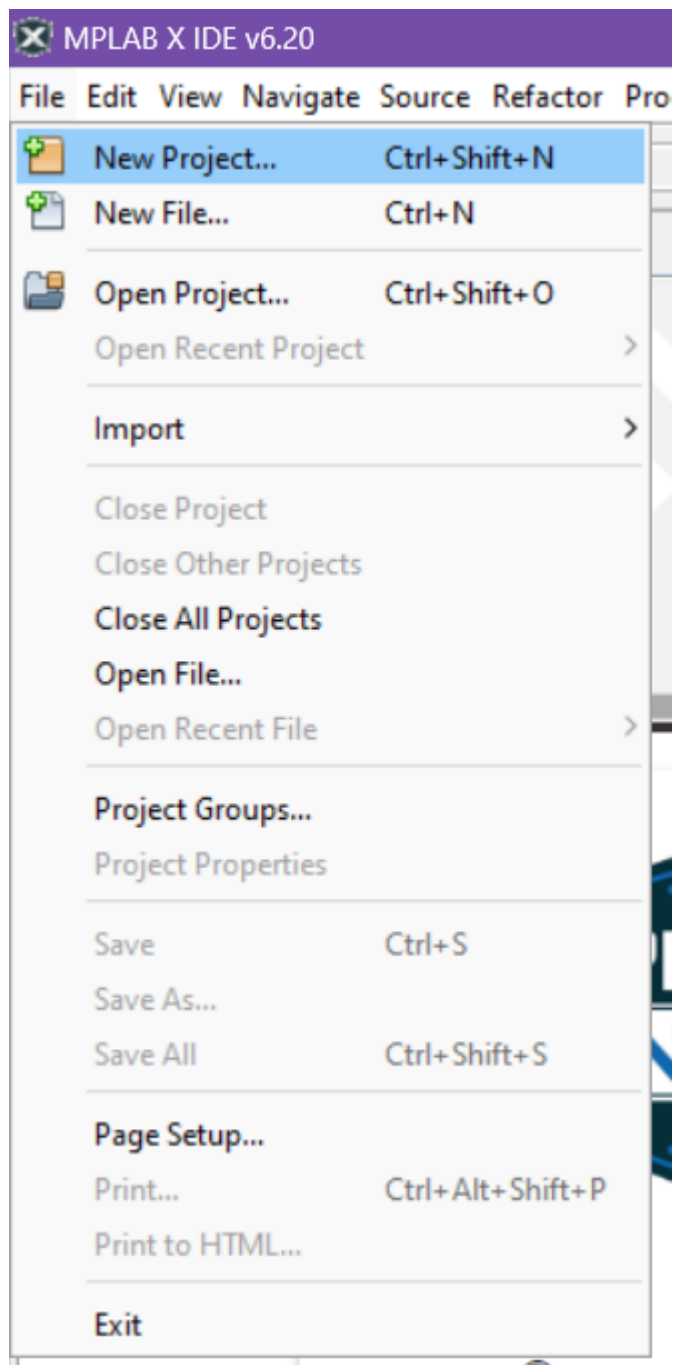 MPLAB X IDE v6.20
File Edit View Navigate Source Refactor Pro
New Project... Ctrl+Shift+N
New File... Ctrl+N
Open Project... Ctrl+Shift+O
Open Recent Project
Import
Close Project
Close Other Projects
Close All Projects
Open File...
Open Recent File
Project Groups...
Project Properties
Save Ctrl+S
Save As...
Save All Ctrl+Shift+S
Page Setup...
Print... Ctrl+Alt+Shift+P
Print to HTML...
Exit